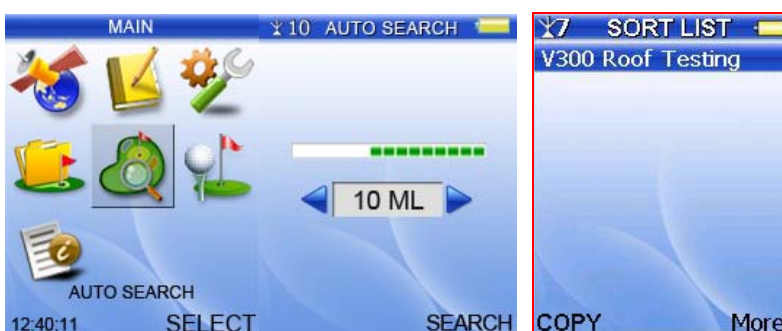 MAIN
AUTO SEARCH
12:40:11 SELECT
10 AUTO SEARCH
10 ML
SEARCH
7 SORT LIST
V300 Roof Testing
COPY More